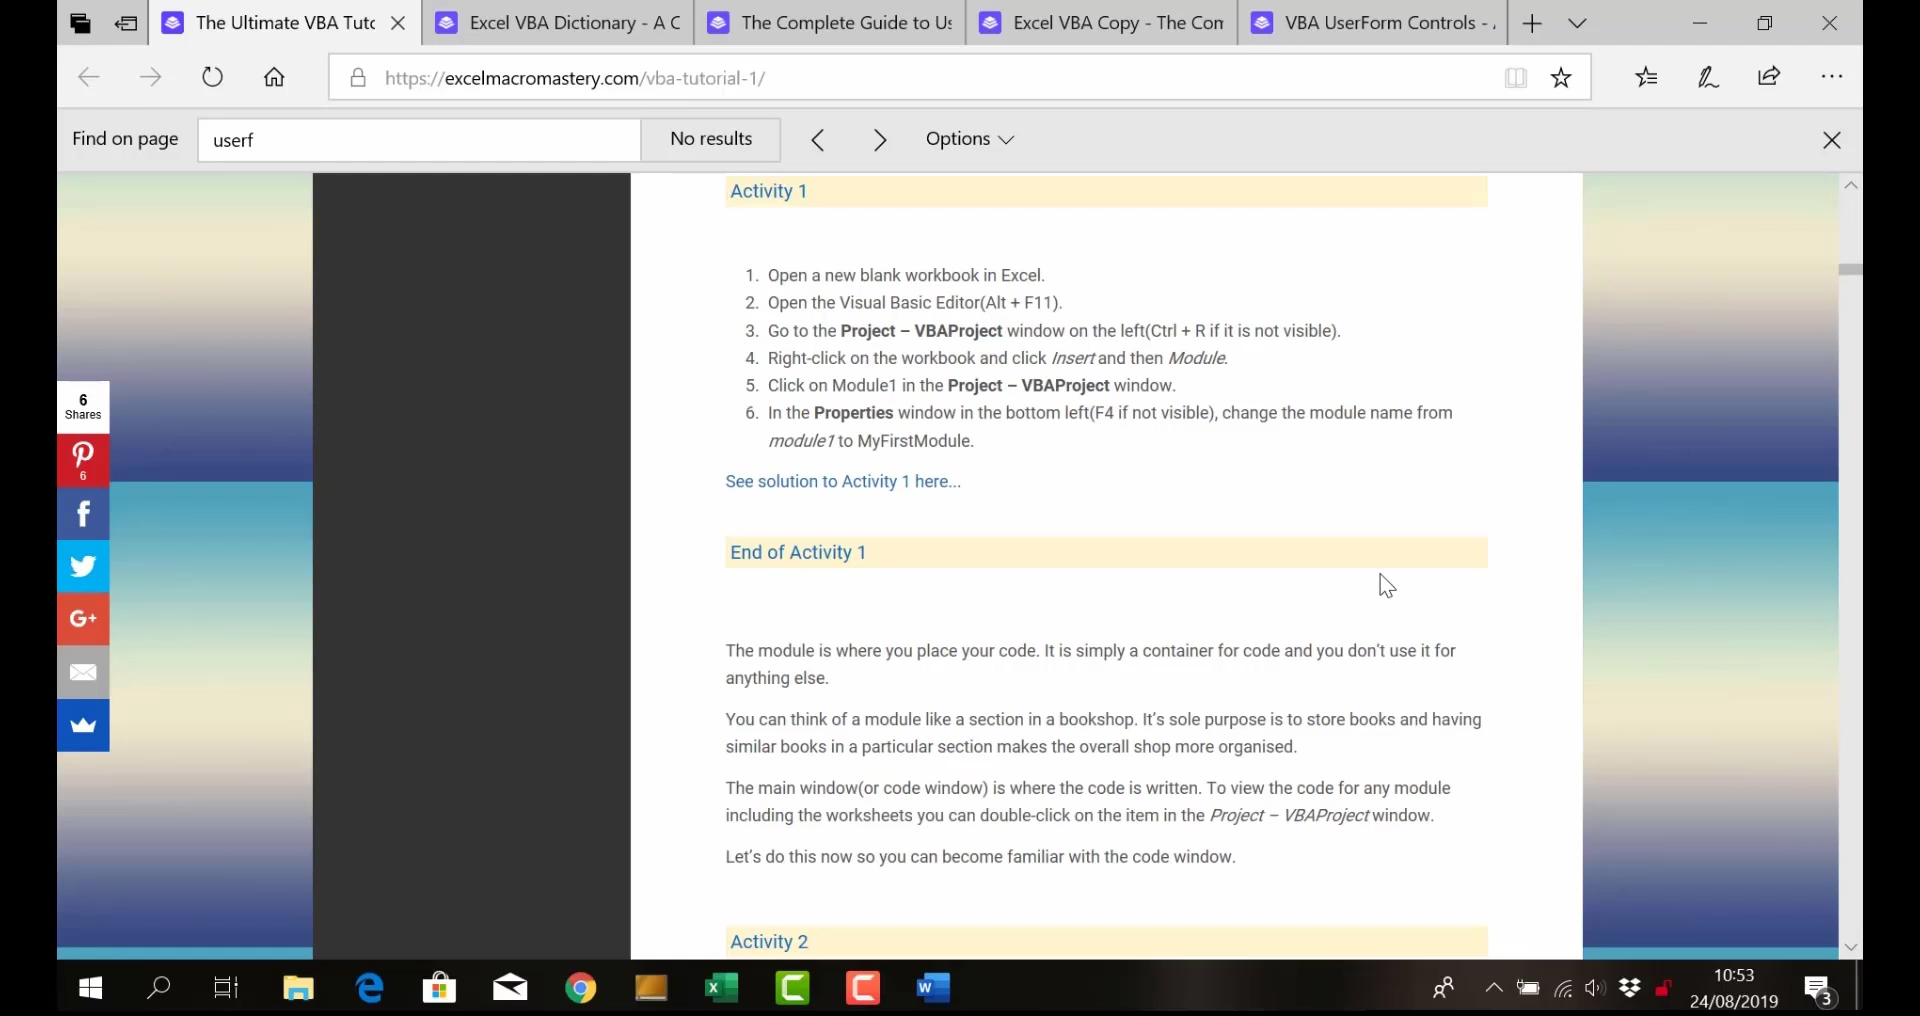 The Ultimate VBA Tuto
Excel VBA Dictionary - A C
The Complete Guide to Us
Excel VBA Copy - The Com
VBA UserForm Controls -
https://excelmacromastery.com/vba-tutorial-1/
Find on page
userf
No results
Options
Activity 1
1. Open a new blank workbook in Excel.
2. Open the Visual Basic Editor(Alt + F11).
3. Go to the Project – VBAProject window on the left(Ctrl + R if it is not visible).
4. Right-click on the workbook and click Insert and then Module.
5. Click on Module1 in the Project – VBAProject window.
6. In the Properties window in the bottom left(F4 if not visible), change the module name from
module1 to MyFirstModule.
See solution to Activity 1 here...
End of Activity 1
The module is where you place your code. It is simply a container for code and you don't use it for
anything else.
You can think of a module like a section in a bookshop. It's sole purpose is to store books and having
similar books in a particular section makes the overall shop more organised.
The main window(or code window) is where the code is written. To view the code for any module
including the worksheets you can double-click on the item in the Project – VBAProject window.
Let's do this now so you can become familiar with the code window.
Activity 2
6
Shares
6
G+
10:53
24/08/2019
3